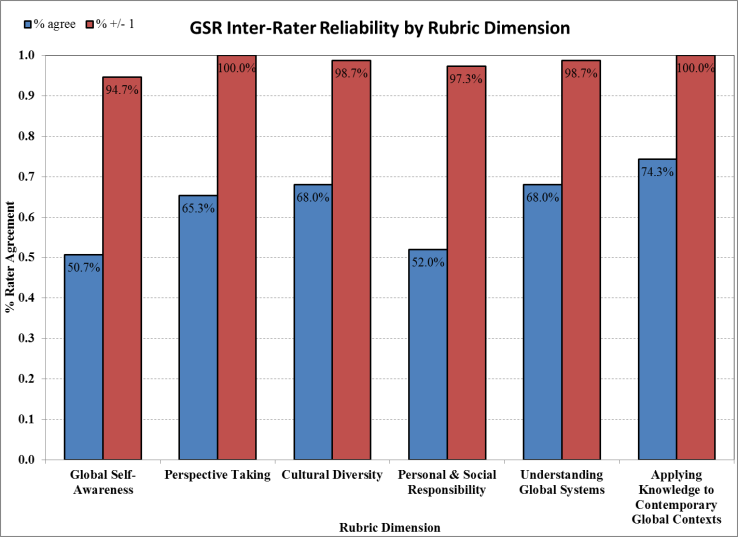 % agree
% +/- 1
GSR Inter-Rater Reliability by Rubric Dimension
% Rater Agreement
1.0
0.9
0.8
0.7
0.6
0.5
0.4
0.3
0.2
0.1
0.0
50.7%
94.7%
65.3%
100.0%
68.0%
98.7%
52.0%
97.3%
68.0%
98.7%
74.3%
100.0%
Global Self-
Awareness
Perspective Taking
Cultural Diversity
Personal & Social
Responsibility
Understanding
Global Systems
Applying
Knowledge to
Contemporary
Global Contexts
Rubric Dimension